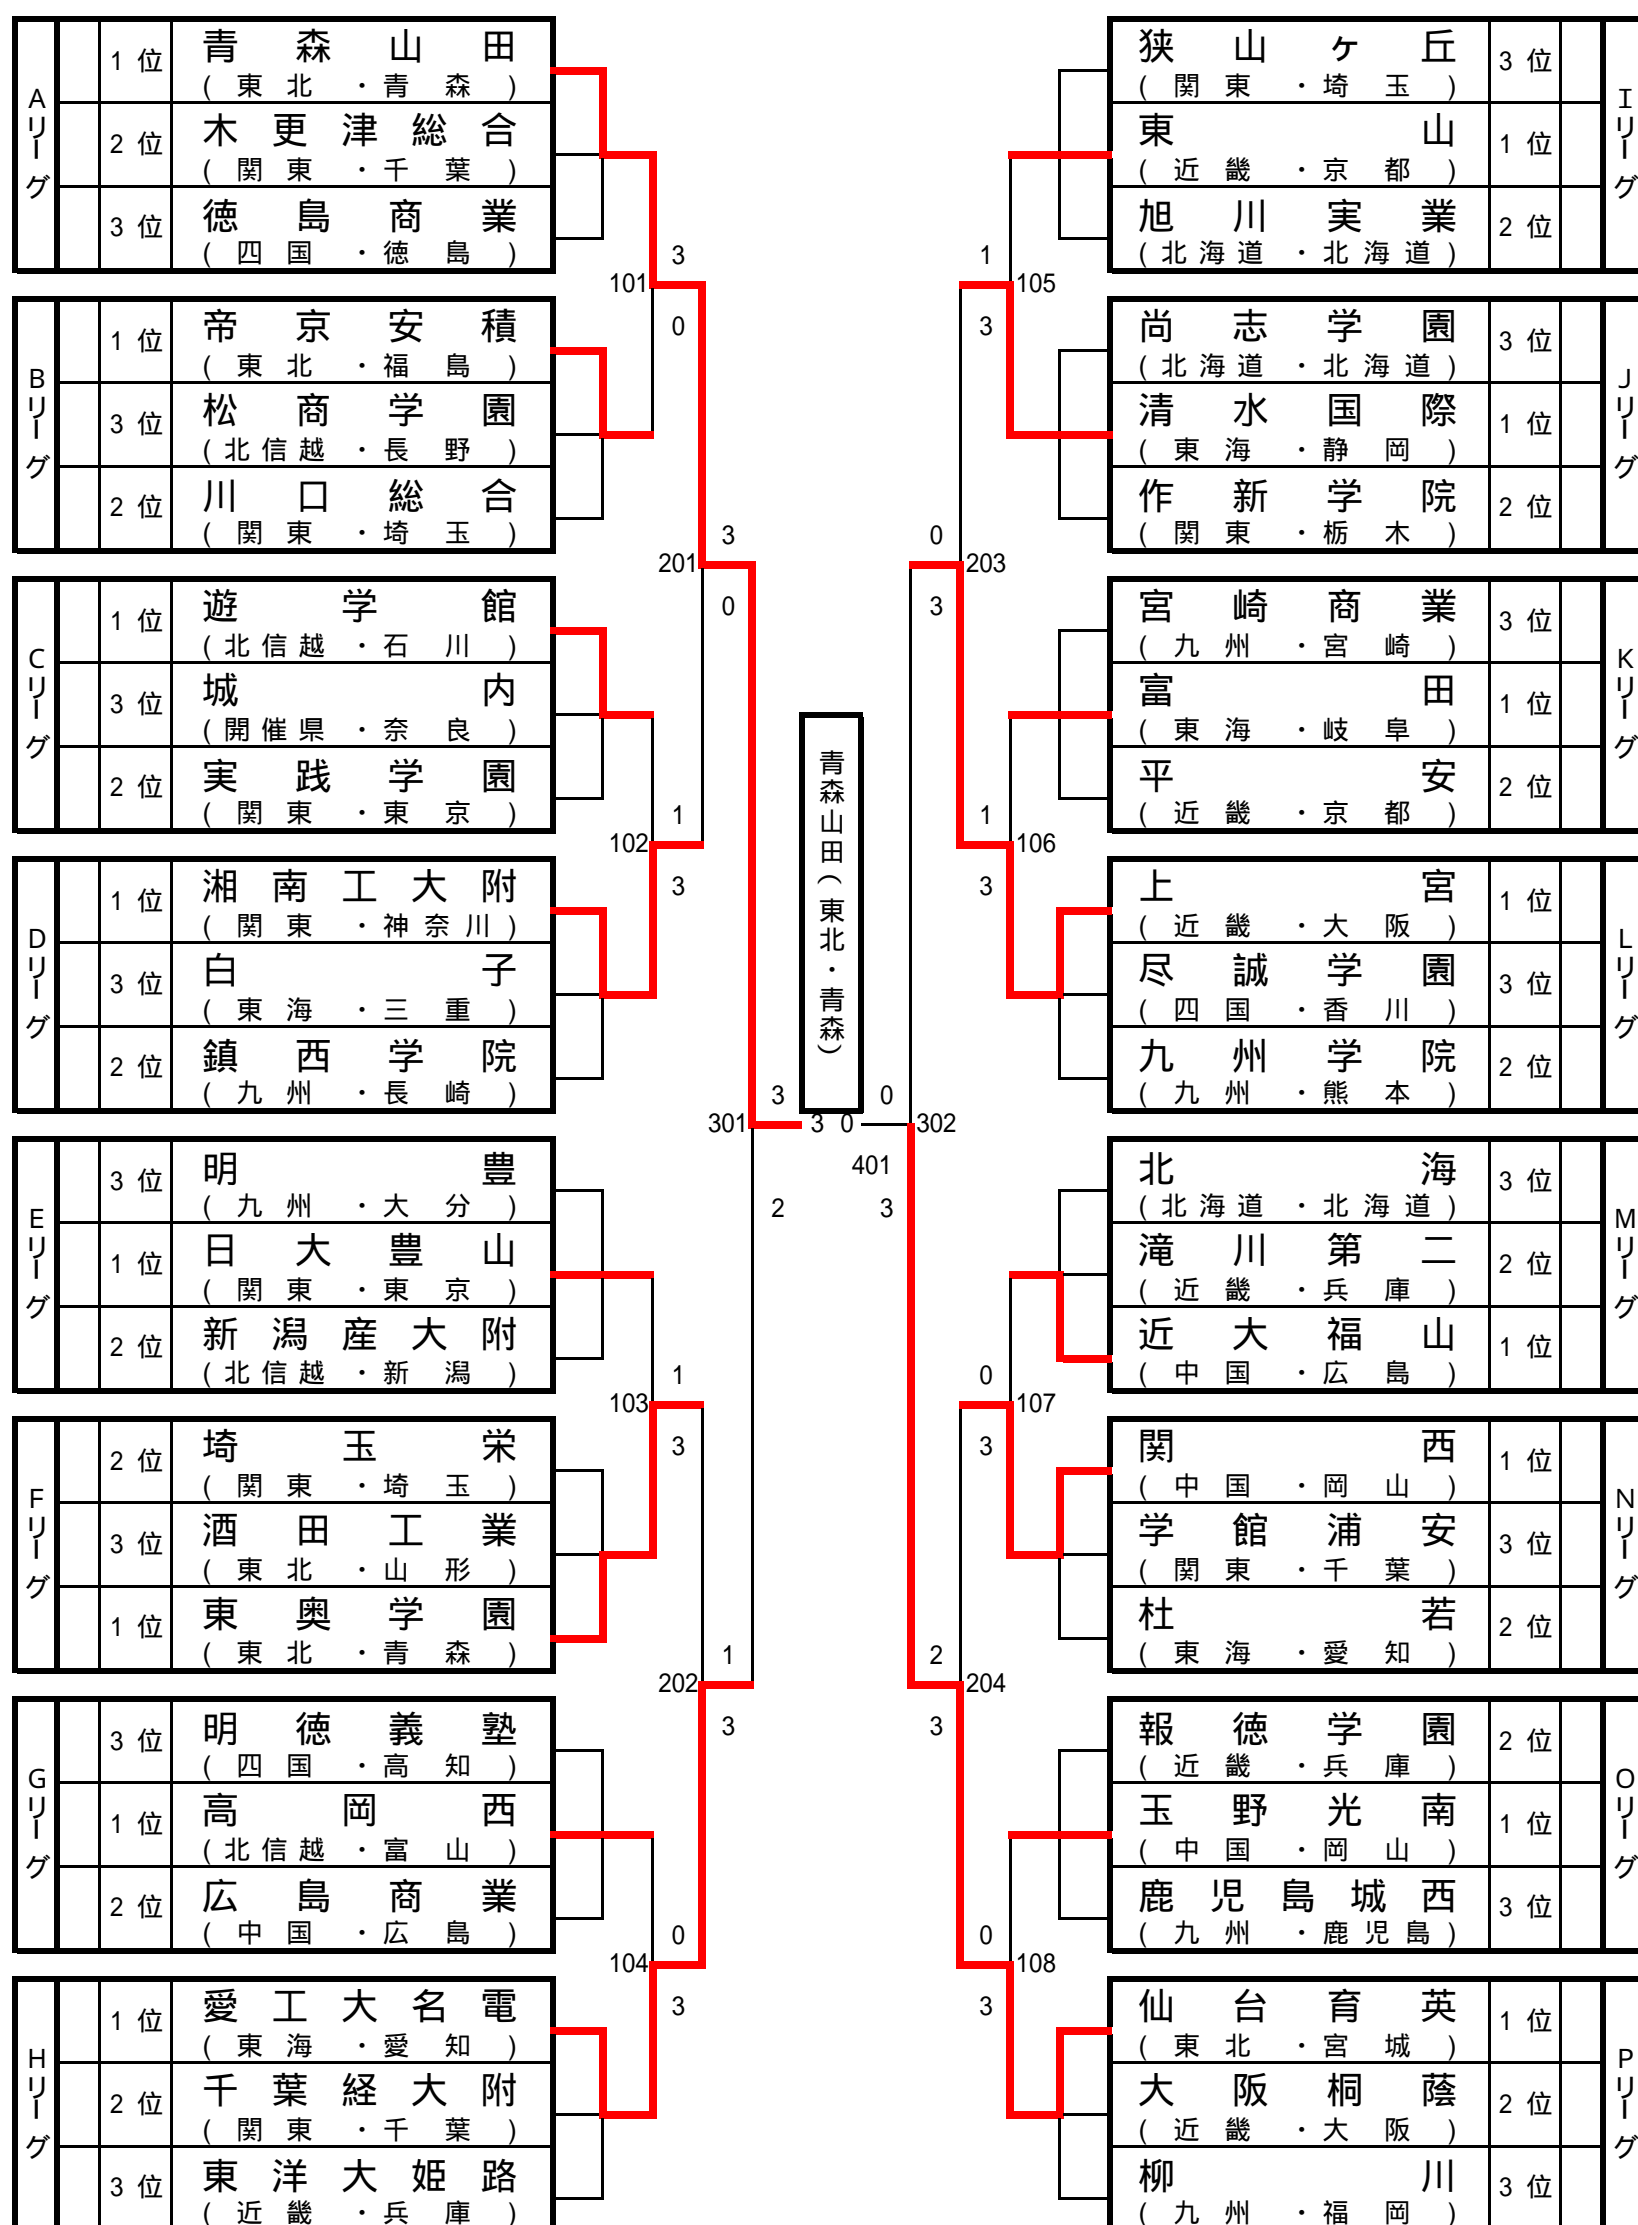 Aリーグ
1 位 青森山田
(東北・青森)
2 位 木更津総合
(関東・千葉)
3 位 徳島商業
(四国・徳島)
Bリーグ
1 位 帝京安積
(東北・福島)
3 位 松商学園
(北信越・長野)
2 位 川口総合
(関東・埼玉)
Cリーグ
1 位 遊学館
(北信越・石川)
3 位 城内
(開催県・奈良)
2 位 実践学園
(関東・東京)
Dリーグ
1 位 湘南工大附
(関東・神奈川)
3 位 白子
(東海・三重)
2 位 鎮西学院
(九州・長崎)
Eリーグ
3 位 明豊
(九州・大分)
1 位 日大豊山
(関東・東京)
2 位 新潟産大附
(北信越・新潟)
Fリーグ
2 位 埼玉栄
(関東・埼玉)
3 位 酒田工業
(東北・山形)
1 位 東奥学園
(東北・青森)
Gリーグ
3 位 明徳義塾
(四国・高知)
1 位 高岡西
(北信越・富山)
2 位 広島商業
(中国・広島)
Hリーグ
1 位 愛工大名電
(東海・愛知)
2 位 千葉経大附
(関東・千葉)
3 位 東洋大姫路
(近畿・兵庫)
3
101
0
1
102
3
1
103
3
0
104
3
3
201
0
1
202
3
3
301
2
青森山田(東北・青森)
3 0
401
0
302
3
0
203
3
2
204
3
1
105
3
1
106
3
0
107
3
0
108
3
狭山ヶ丘 3 位
(関東・埼玉)
東山 1 位
(近畿・京都)
旭川実業 2 位
(北海道・北海道)
Iリーグ
尚志学園 3 位
(北海道・北海道)
清水国際 1 位
(東海・静岡)
作新学院 2 位
(関東・栃木)
Jリーグ
宮崎商業 3 位
(九州・宮崎)
富田 1 位
(東海・岐阜)
平安 2 位
(近畿・京都)
Kリーグ
上宮 1 位
(近畿・大阪)
尽誠学園 3 位
(四国・香川)
九州学院 2 位
(九州・熊本)
Lリーグ
北海 3 位
(北海道・北海道)
滝川第二 2 位
(近畿・兵庫)
近大福山 1 位
(中国・広島)
Mリーグ
関西 1 位
(中国・岡山)
学館浦安 3 位
(関東・千葉)
杜若 2 位
(東海・愛知)
Nリーグ
報徳学園 2 位
(近畿・兵庫)
玉野光南 1 位
(中国・岡山)
鹿児島城西 3 位
(九州・鹿児島)
Oリーグ
仙台育英 1 位
(東北・宮城)
大阪桐蔭 2 位
(近畿・大阪)
柳川 3 位
(九州・福岡)
Pリーグ